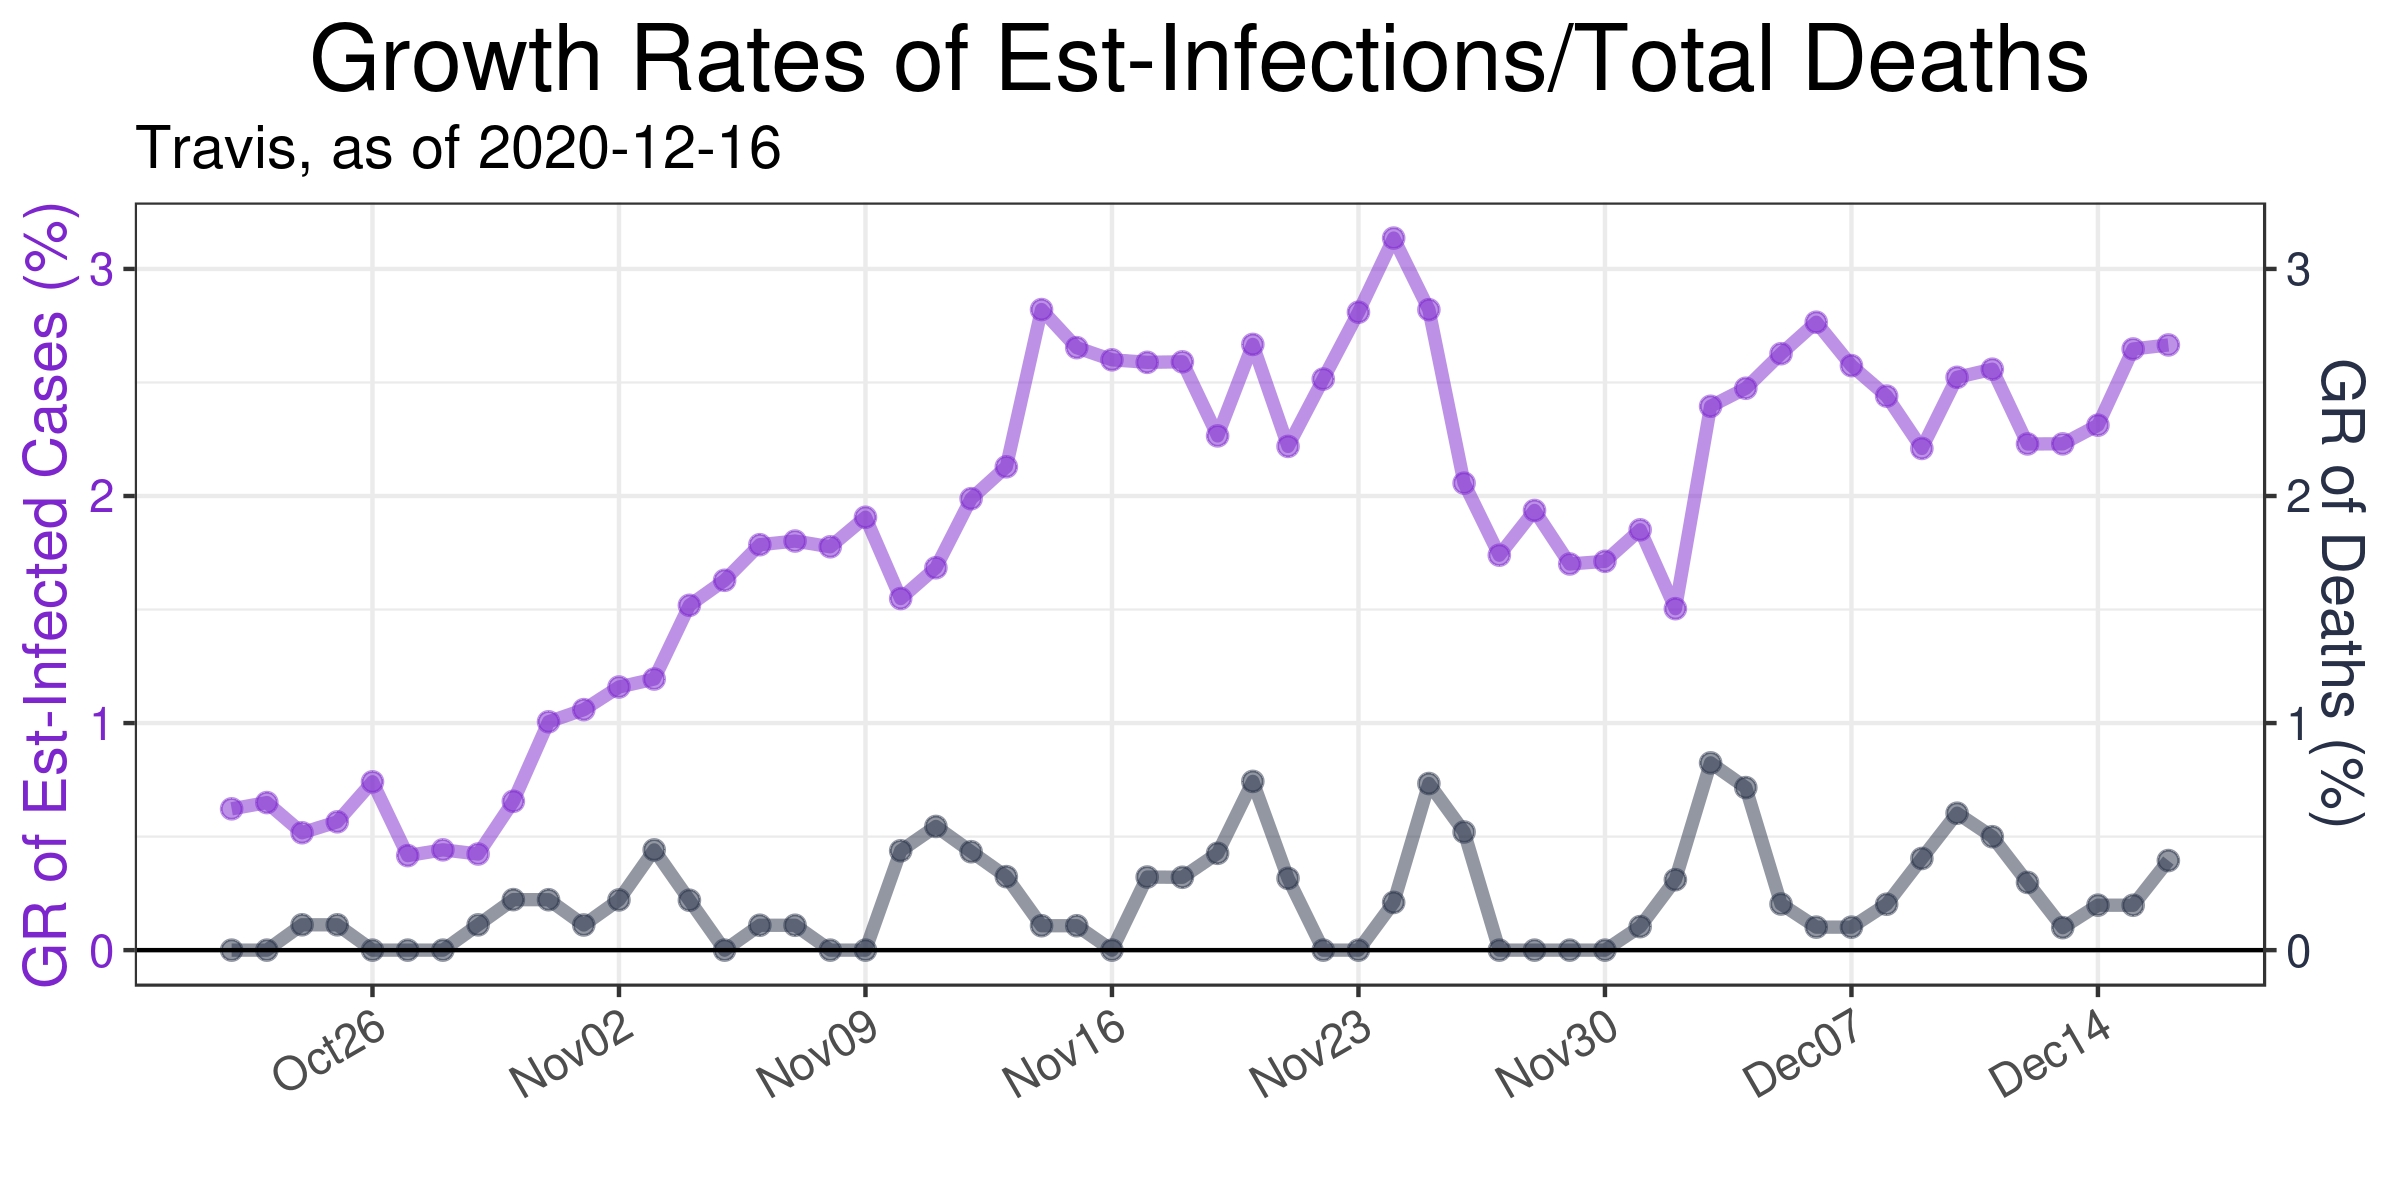 Growth Rates of Est-Infections/Total Deaths
Travis, as of 2020-12-16
GR of Est-Infected Cases (%)
3
2
1
0
3
2
1
0
GR of Deaths (%)
Oct26
Nov02
Nov09
Nov16
Nov23
Nov30
Dec07
Dec14